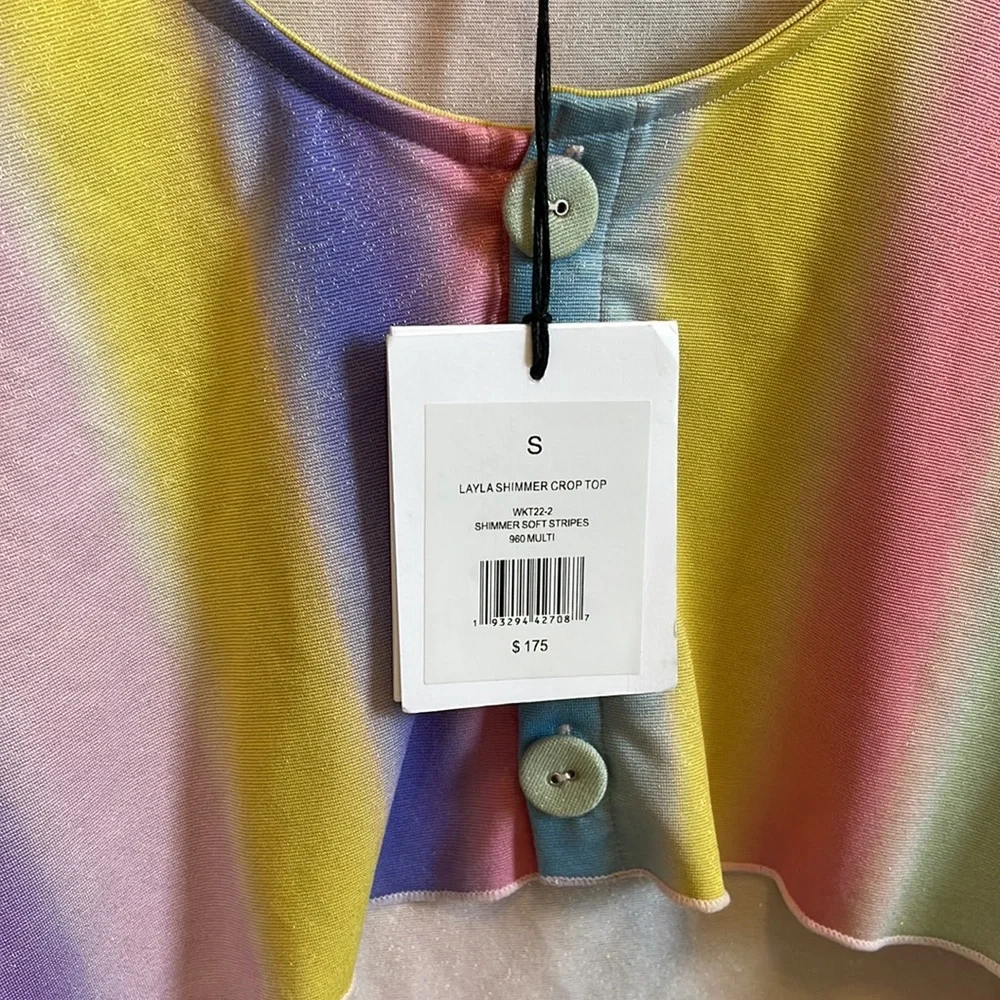 S
LAYLA SHIMMER CROP TOP
WKT22-2
SHIMMER SOFT STRIPES
960 MULTI
1 93294 42708 7
$ 175